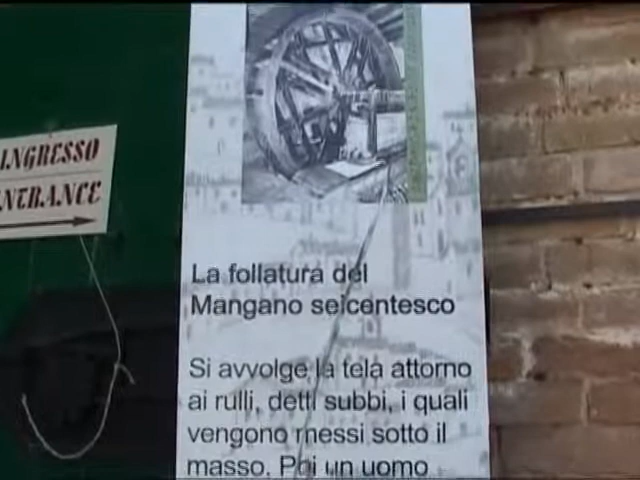 INGRESSO
ENTRANCE
La follatura del
Mangano seicentesco
Si avvolge la tela attorno
ai rulli, detti subbi, i quali
vengono messi sotto il
masso. Poi un uomo